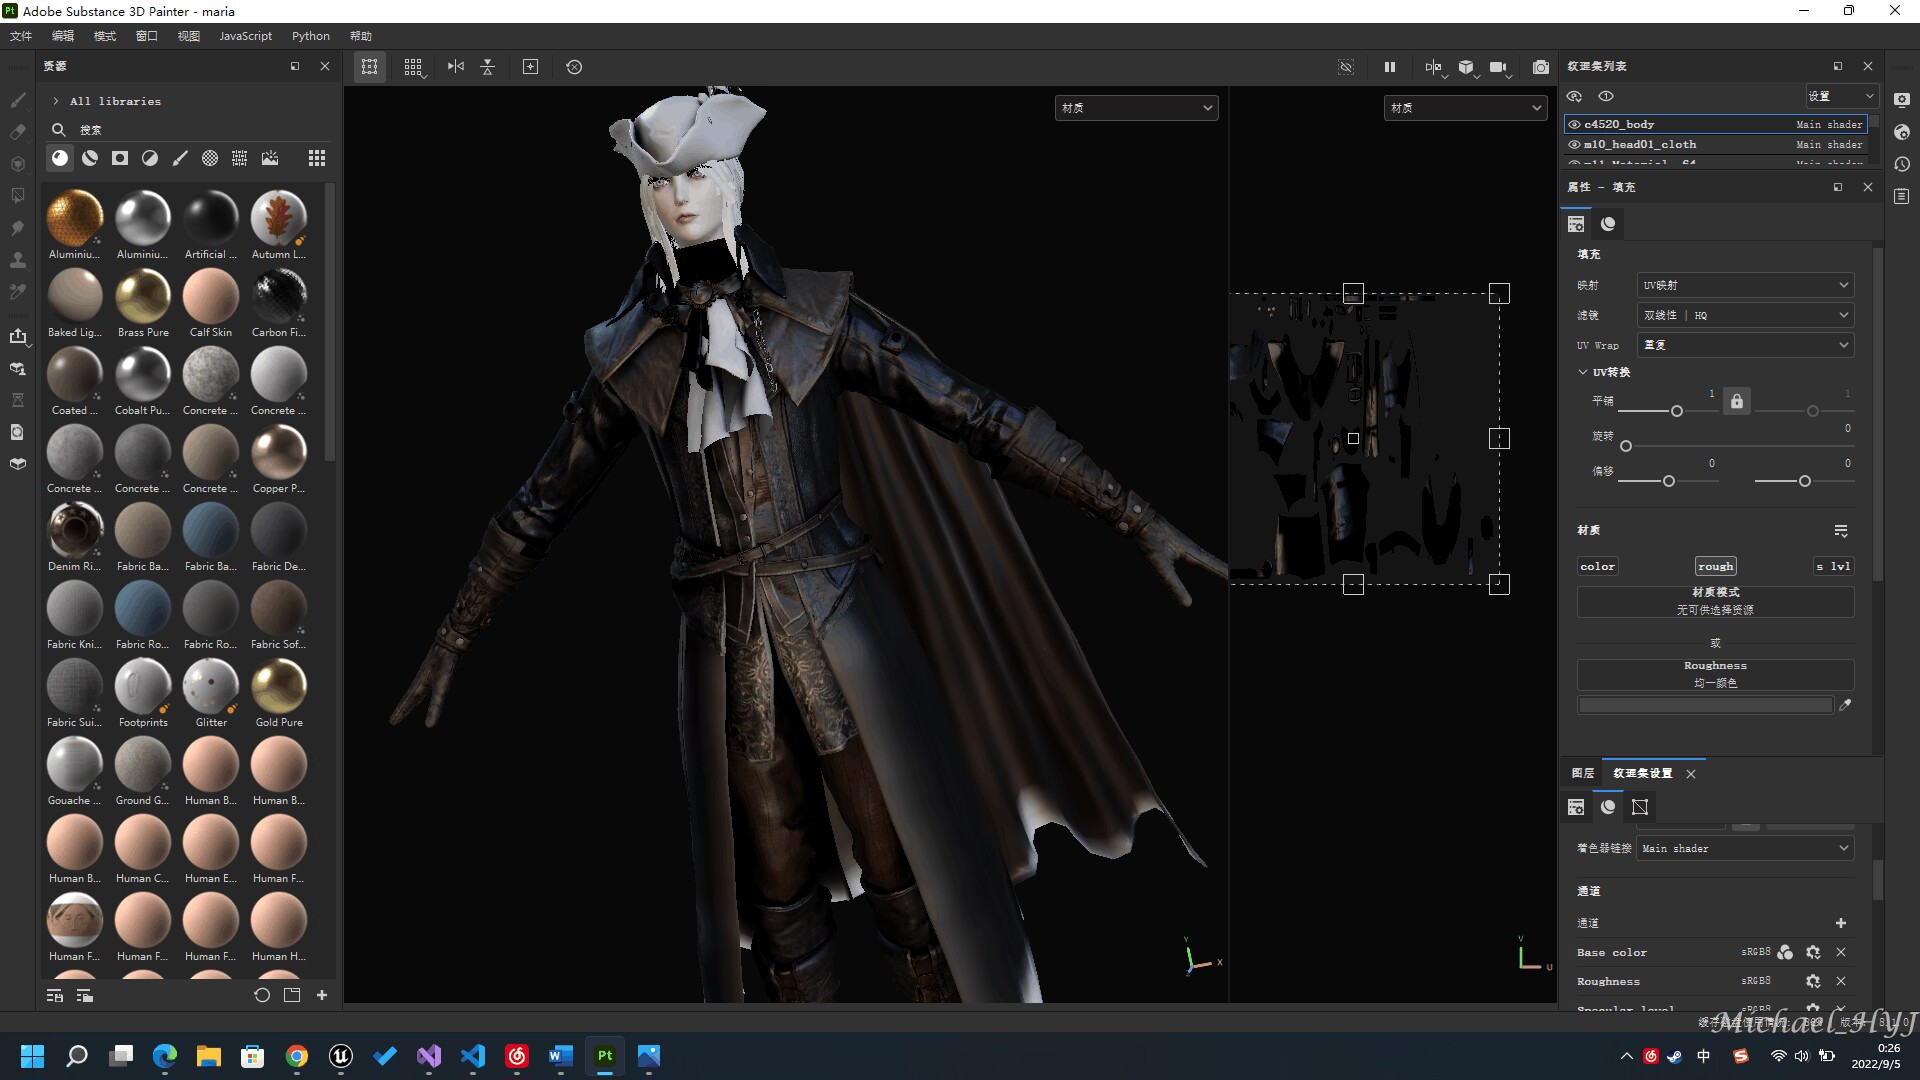 Adobe Substance 3D Painter - maria
文件 编辑 模式 窗口 视图 JavaScript Python 帮助
资源
All libraries
搜索
Aluminiu... Aluminiu... Artificial ... Autumn L...
Baked Lig... Brass Pure Calf Skin Carbon Fi...
Coated ... Cobalt Pu... Concrete ... Concrete ...
Concrete ... Concrete ... Concrete ... Copper P...
Denim Ri... Fabric Ba... Fabric Ba... Fabric De...
Fabric Kni... Fabric Ro... Fabric Ro... Fabric Sof...
Fabric Sui... Footprints Glitter Gold Pure
Gouache ... Ground G... Human B... Human B...
Human B... Human C... Human E... Human F...
Human F... Human F... Human F... Human H...
材质
材质
Y
X
Z
V
U
纹理集列表
设置
c4520_body Main shader
m10_head01_cloth Main shader
属性 - 填充
填充
映射 UV映射
滤镜 双线性 | HQ
UV Wrap 重复
UV转换
平铺 1 1
旋转 0
偏移 0 0
材质
color rough s lvl
材质模式
无可供选择资源
或
Roughness
均一颜色
图层 纹理集设置
着色器链接 Main shader
通道
通道
Base color sRGB8
Roughness sRGB8
Specular level sRGB8
Michael_HYJ
中
0:26
2022/9/5